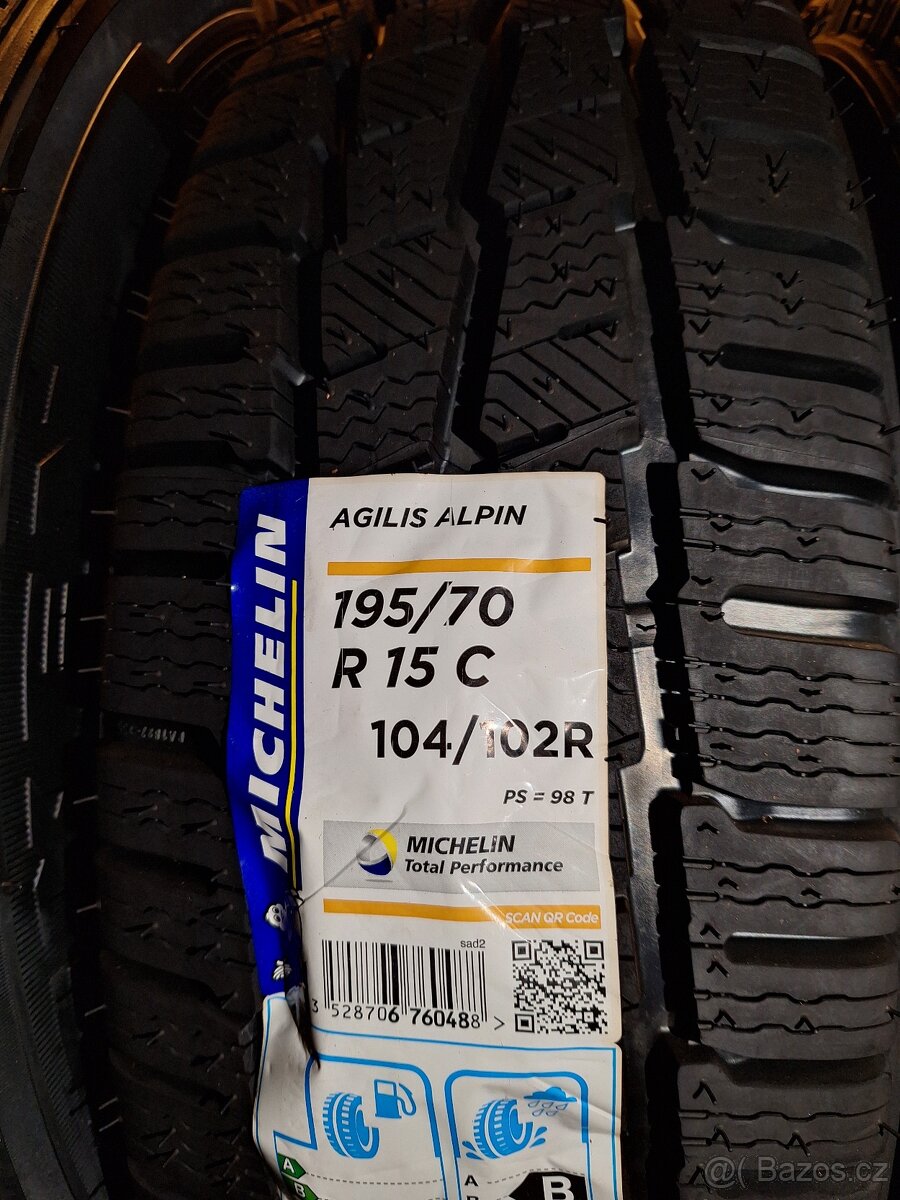 MICHELIN
AGILIS ALPIN
195/70
R 15 C
104/102R
PS = 98 T
MICHELIN
Total Performance
SCAN QR Code
sad2
3 528706 760488 >
A
B
A
B
B
@( Bazoš.cz